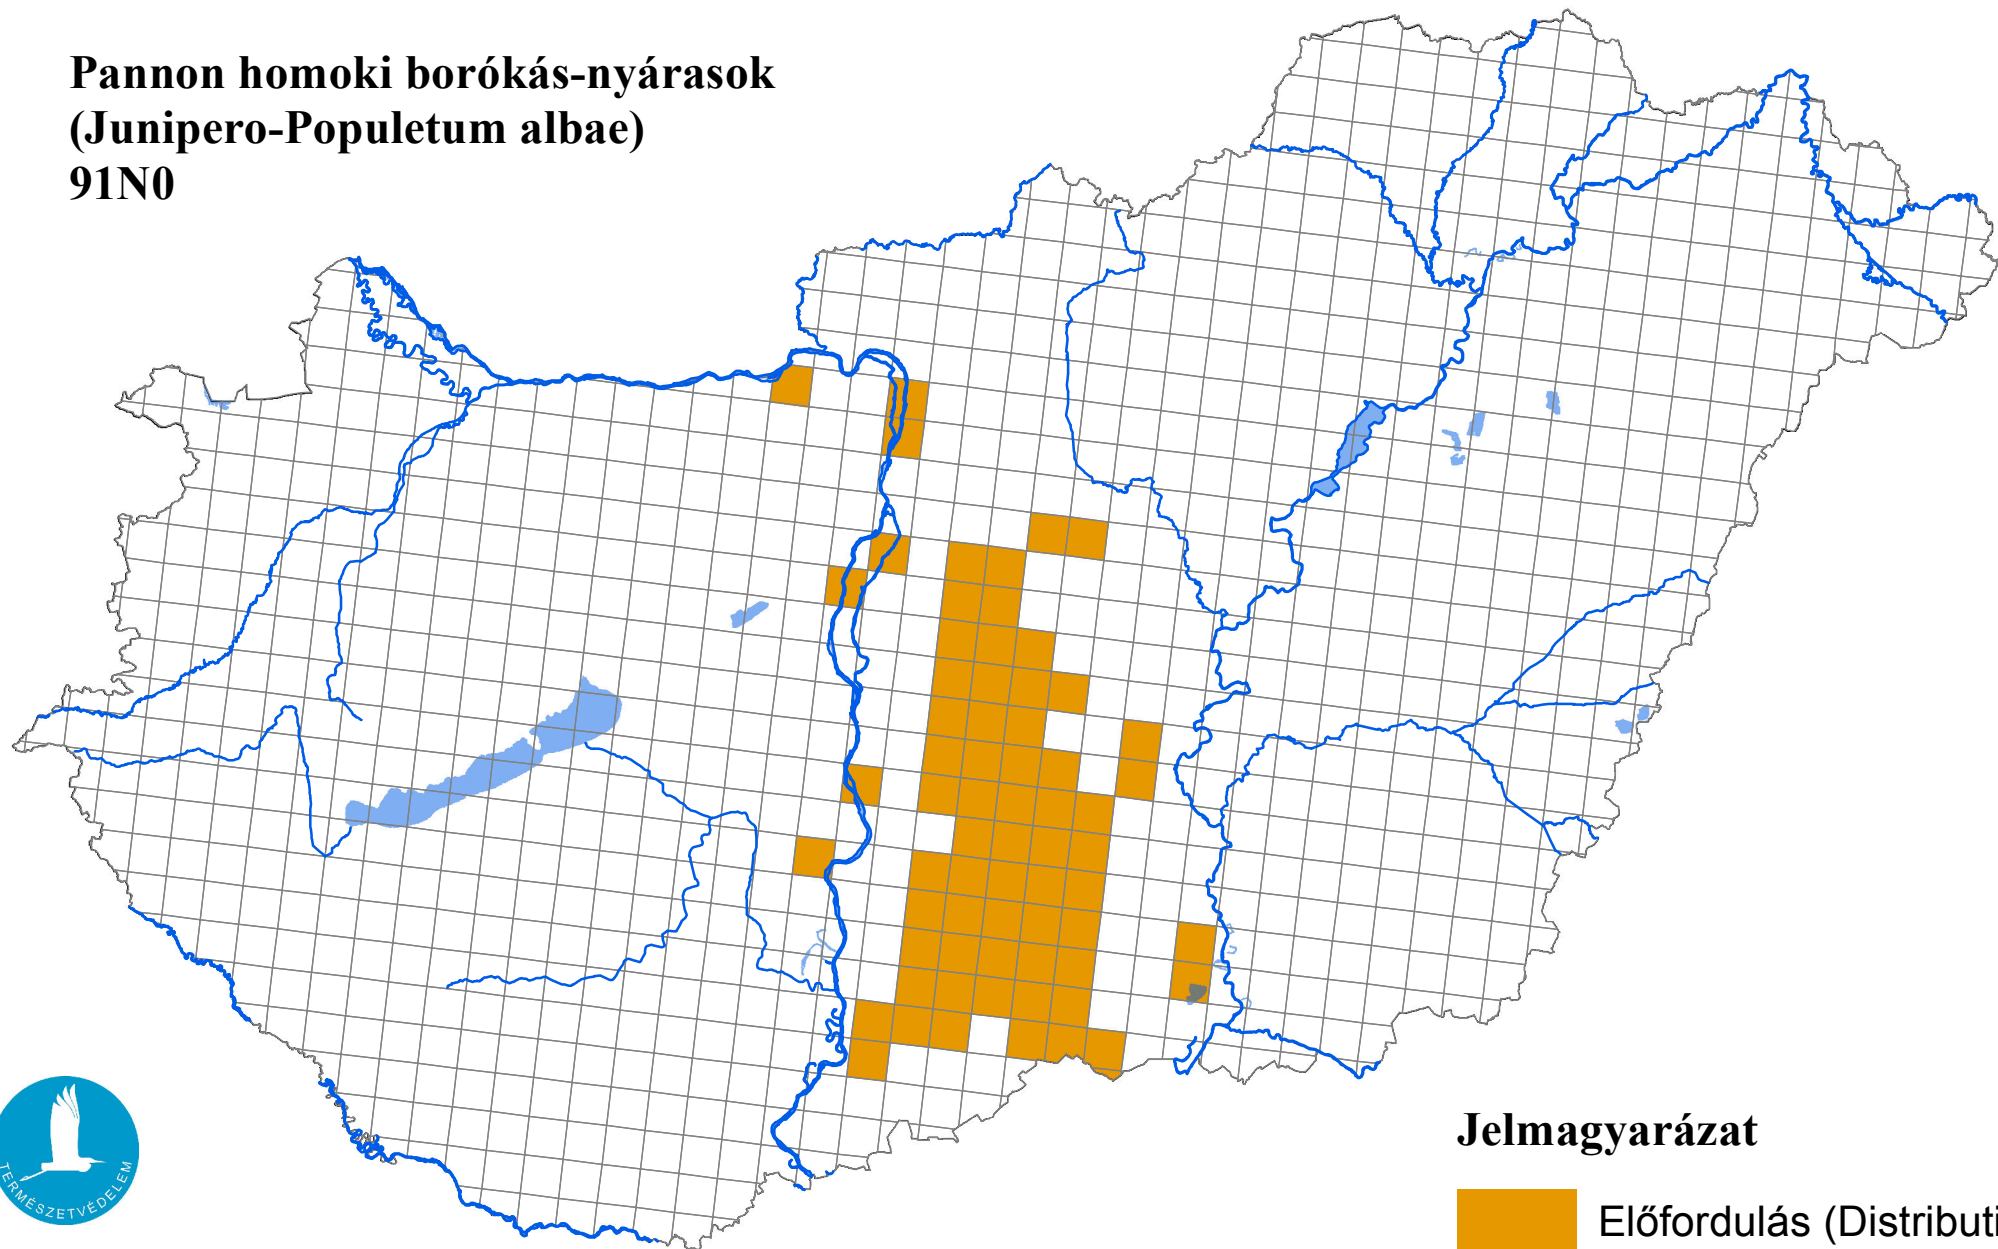 Pannon homoki borókás-nyárasok
(Junipero-Populetum albae)
91N0
TERMÉSZETVÉDELEM
Jelmagyarázat
Előfordulás (Distributi